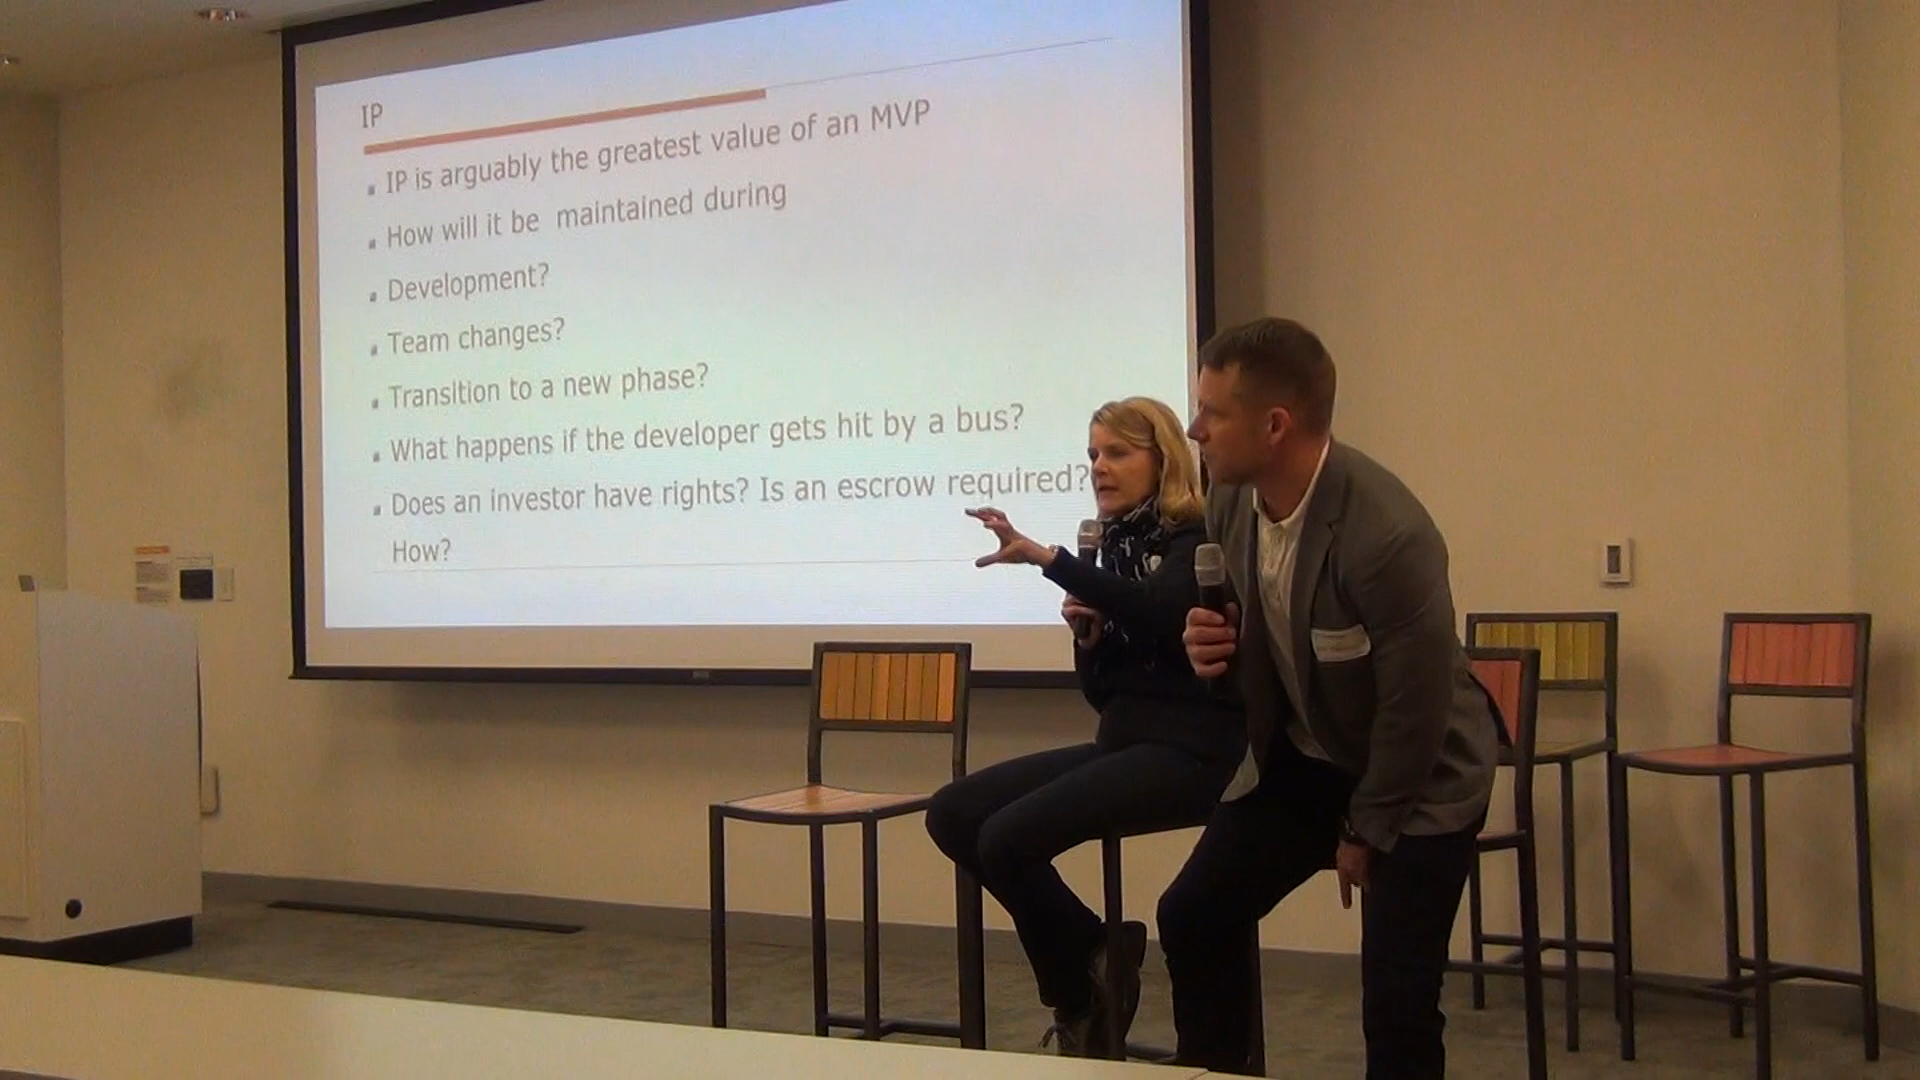 IP
IP is arguably the greatest value of an MVP
How will it be maintained during
Development?
Team changes?
Transition to a new phase?
What happens if the developer gets hit by a bus?
Does an investor have rights? Is an escrow required?
How?